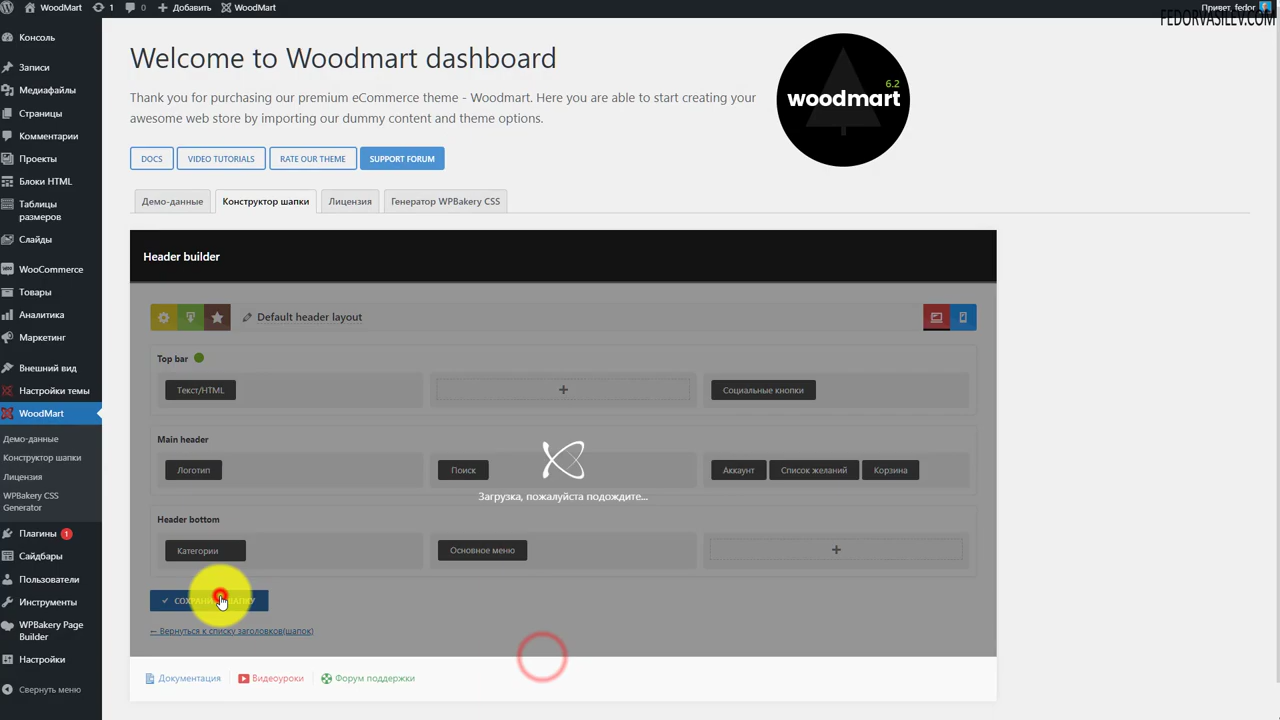 WoodMart 1 0 Добавить WoodMart Привет, fedor
FEDORVASILEV.COM
Консоль
Записи
Медиафайлы
Страницы
Комментарии
Проекты
Блоки HTML
Таблицы размеров
Слайды
WooCommerce
Товары
Аналитика
Маркетинг
Внешний вид
Настройки темы
WoodMart
Демо-данные
Конструктор шапки
Лицензия
WPBakery CSS
Generator
Плагины 1
Сайдбары
Пользователи
Инструменты
WPBakery Page
Builder
Настройки
Свернуть меню
Welcome to Woodmart dashboard
Thank you for purchasing our premium eCommerce theme - Woodmart. Here you are able to start creating your
awesome web store by importing our dummy content and theme options.
6.2
woodmart
DOCS VIDEO TUTORIALS RATE OUR THEME SUPPORT FORUM
Демо-данные Конструктор шапки Лицензия Генератор WPBakery CSS
Header builder
Default header layout
Top bar
Текст/HTML + Социальные кнопки
Main header
Логотип Поиск Аккаунт Список желаний Корзина
Загрузка, пожалуйста подождите...
Header bottom
Категории Основное меню +
← Вернуться к списку заголовков(шапок)
Документация Видеоуроки Форум поддержки